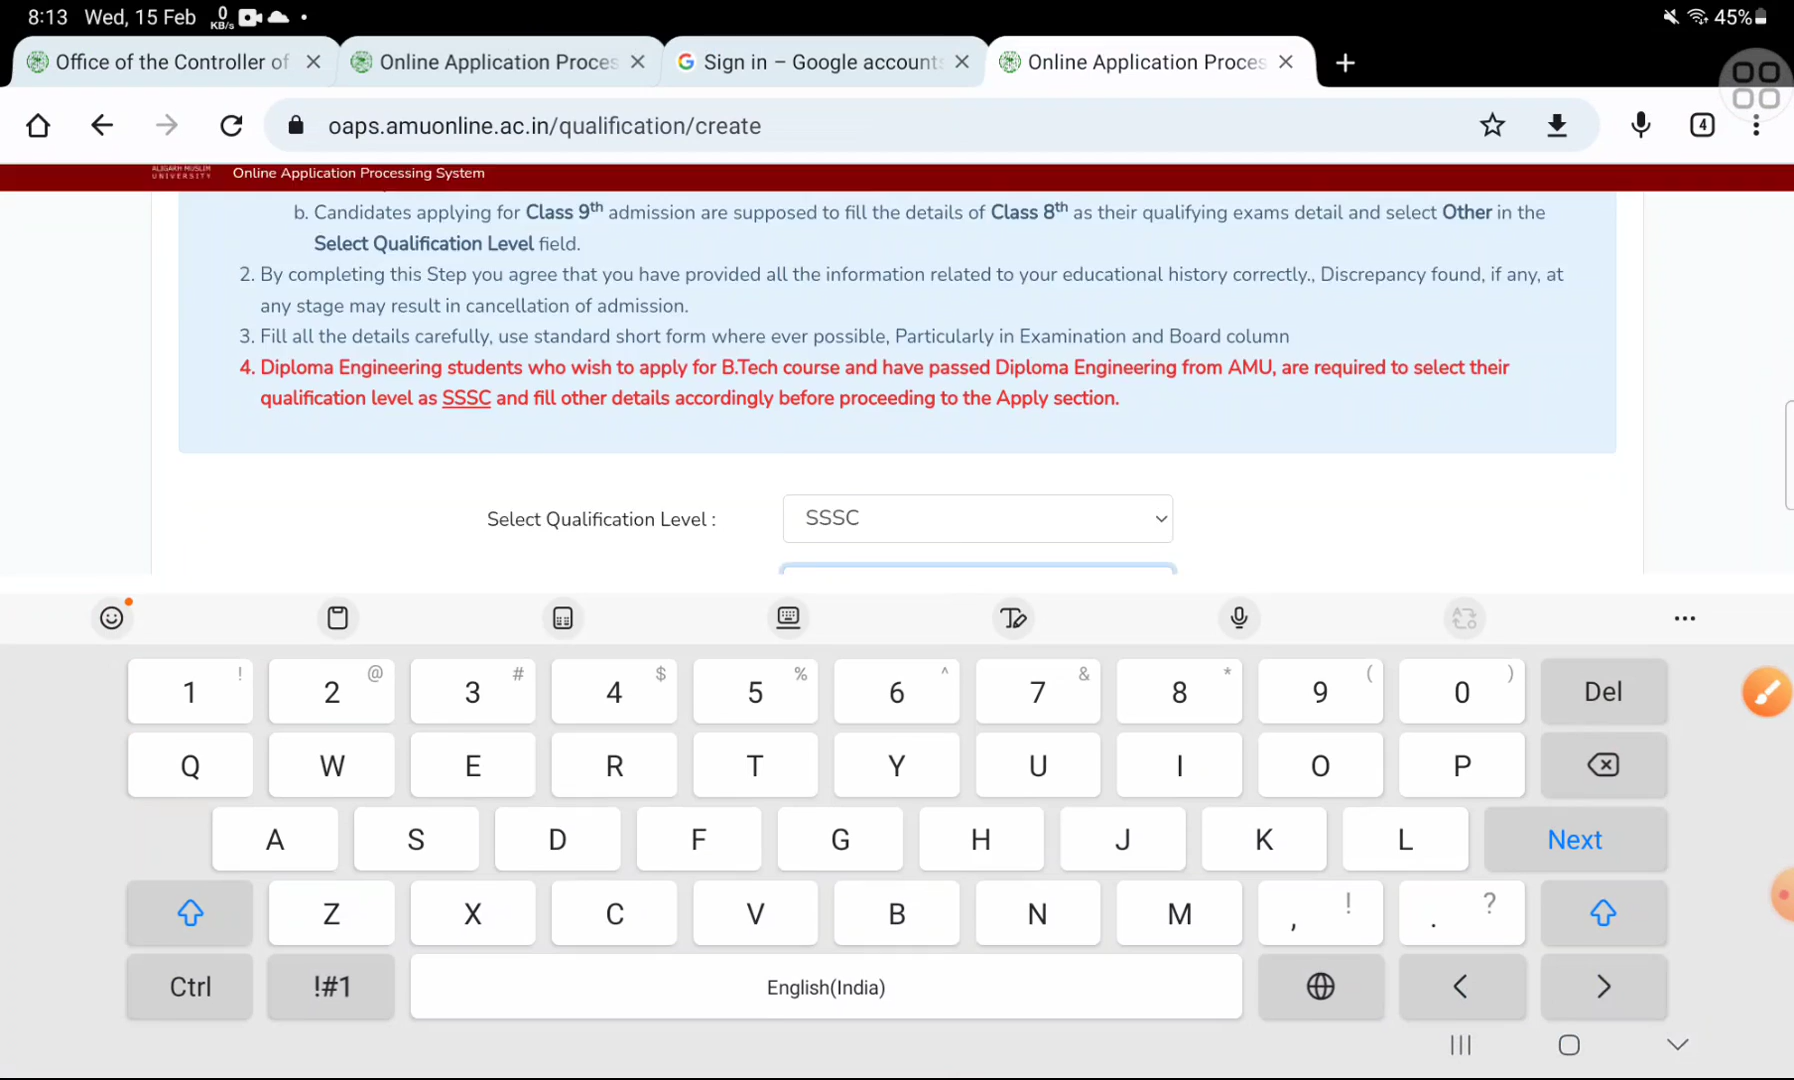 8:13 Wed, 15 Feb 0 KB/s 45%
Office of the Controller of
Online Application Proces
Sign in – Google accounts
Online Application Proces
oaps.amuonline.ac.in/qualification/create
4
ALIGARH MUSLIM
UNIVERSITY
Online Application Processing System
b. Candidates applying for Class 9th admission are supposed to fill the details of Class 8th as their qualifying exams detail and select Other in the
Select Qualification Level field.
2. By completing this Step you agree that you have provided all the information related to your educational history correctly., Discrepancy found, if any, at
any stage may result in cancellation of admission.
3. Fill all the details carefully, use standard short form where ever possible, Particularly in Examination and Board column
4. Diploma Engineering students who wish to apply for B.Tech course and have passed Diploma Engineering from AMU, are required to select their
qualification level as SSSC and fill other details accordingly before proceeding to the Apply section.
Select Qualification Level : SSSC
1 ! 2 @ 3 # 4 $ 5 % 6 ^ 7 & 8 * 9 ( 0 ) Del
Q W E R T Y U I O P
A S D F G H J K L Next
Z X C V B N M , ! . ?
Ctrl !#1 English(India) < >